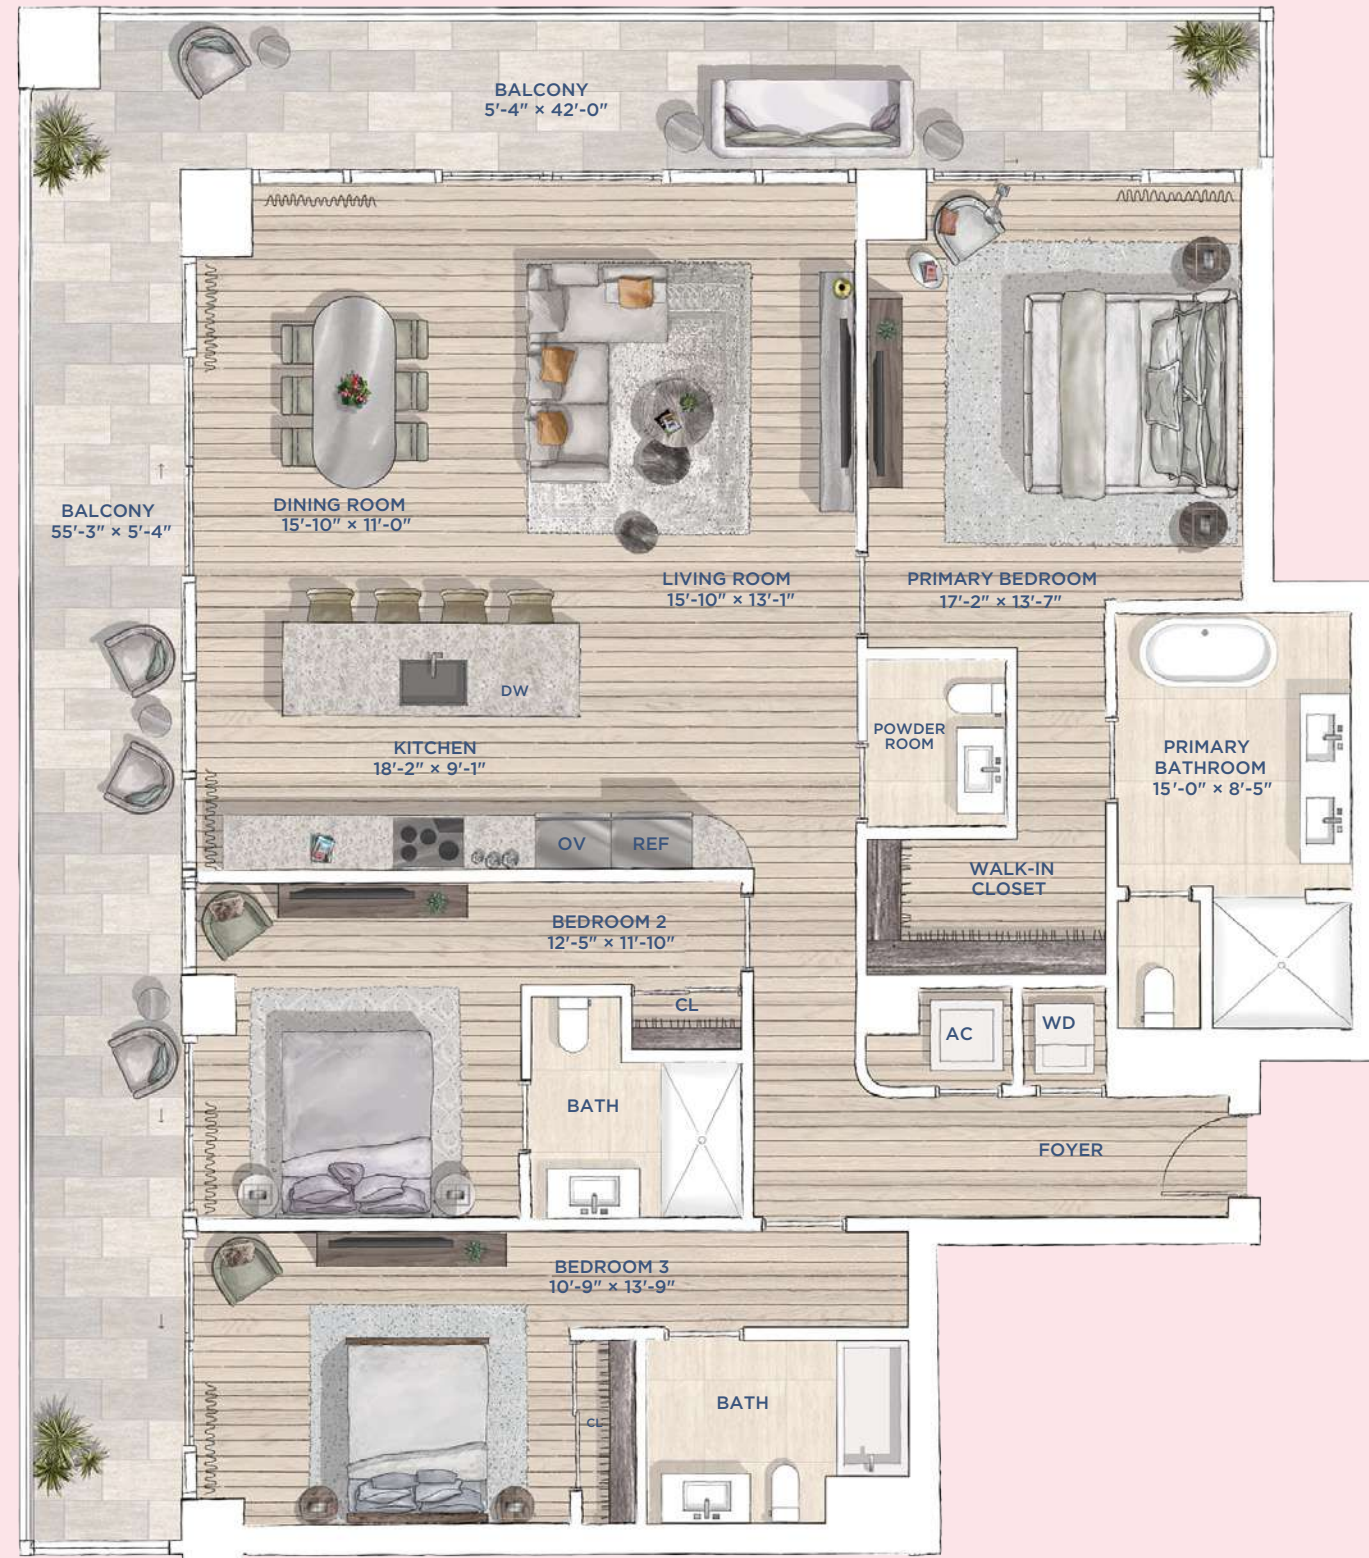 BALCONY
5'-4" × 42'-0"
BALCONY
55'-3" × 5'-4"
DINING ROOM
15'-10" × 11'-0"
LIVING ROOM
15'-10" × 13'-1"
PRIMARY BEDROOM
17'-2" × 13'-7"
DW
KITCHEN
18'-2" × 9'-1"
POWDER
ROOM
PRIMARY
BATHROOM
15'-0" × 8'-5"
OV
REF
WALK-IN
CLOSET
BEDROOM 2
12'-5" × 11'-10"
CL
AC
WD
BATH
FOYER
BEDROOM 3
10'-9" × 13'-9"
BATH
CL